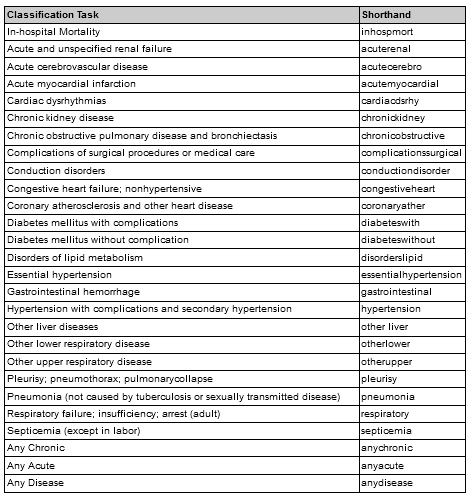 Classification Task Shorthand
In-hospital Mortality inhospmort
Acute and unspecified renal failure acuterenal
Acute cerebrovascular disease acutecerebro
Acute myocardial infarction acutemyocardial
Cardiac dysrhythmias cardiacdsrhy
Chronic kidney disease chronickidney
Chronic obstructive pulmonary disease and bronchiectasis chronicobstructive
Complications of surgical procedures or medical care complicationssurgical
Conduction disorders conductiondisorder
Congestive heart failure; nonhypertensive congestiveheart
Coronary atherosclerosis and other heart disease coronaryather
Diabetes mellitus with complications diabeteswith
Diabetes mellitus without complication diabeteswithout
Disorders of lipid metabolism disorderslipid
Essential hypertension essentialhypertension
Gastrointestinal hemorrhage gastrointestinal
Hypertension with complications and secondary hypertension hypertension
Other liver diseases other liver
Other lower respiratory disease otherlower
Other upper respiratory disease otherupper
Pleurisy; pneumothorax; pulmonarycollapse pleurisy
Pneumonia (not caused by tuberculosis or sexually transmitted disease) pneumonia
Respiratory failure; insufficiency; arrest (adult) respiratory
Septicemia (except in labor) septicemia
Any Chronic anychronic
Any Acute anyacute
Any Disease anydisease